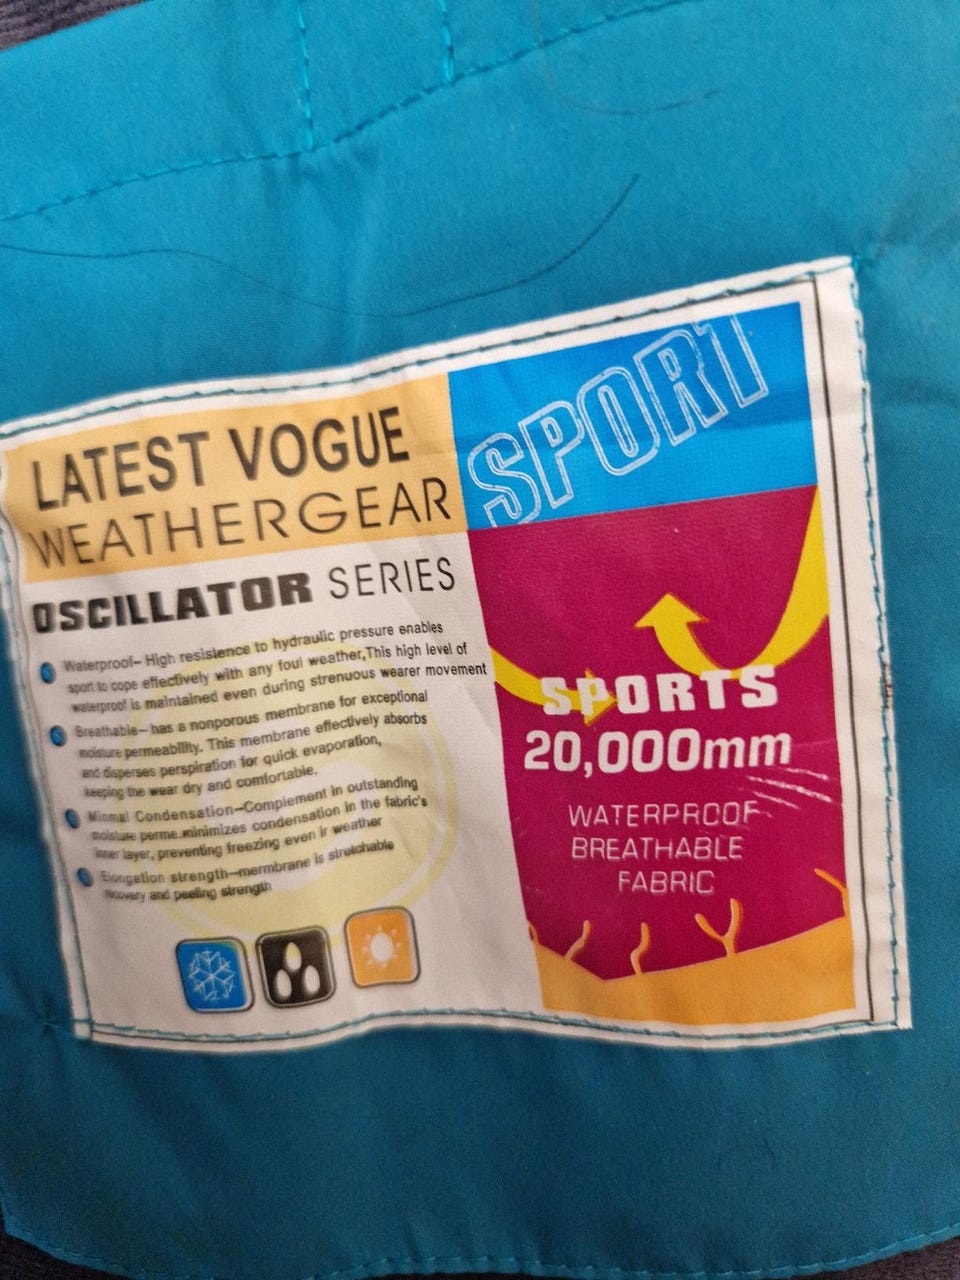 LATEST VOGUE
WEATHERGEAR
OSCILLATOR SERIES
Waterproof- High resistence to hydraulic pressure enables
sport to cope effectively with any foul weather,This high level of
waterproof is maintained even during strenuous wearer movement
Breathable- has a nonporous membrane for exceptional
moisture permeability. This membrane effectively absorbs
and disperses perspiration for quick evaporation,
keeping the wear dry and comfortable.
Minmal Condensation-Complement in outstanding
moisture perme.minimizes condensation in the fabric's
inner layer, preventing freezing even ir weather
Elongation strength-mermbrane is stretchable
recovery and peeling strength
SPORT
SPORTS
20,000mm
WATERPROOF
BREATHABLE
FABRIC